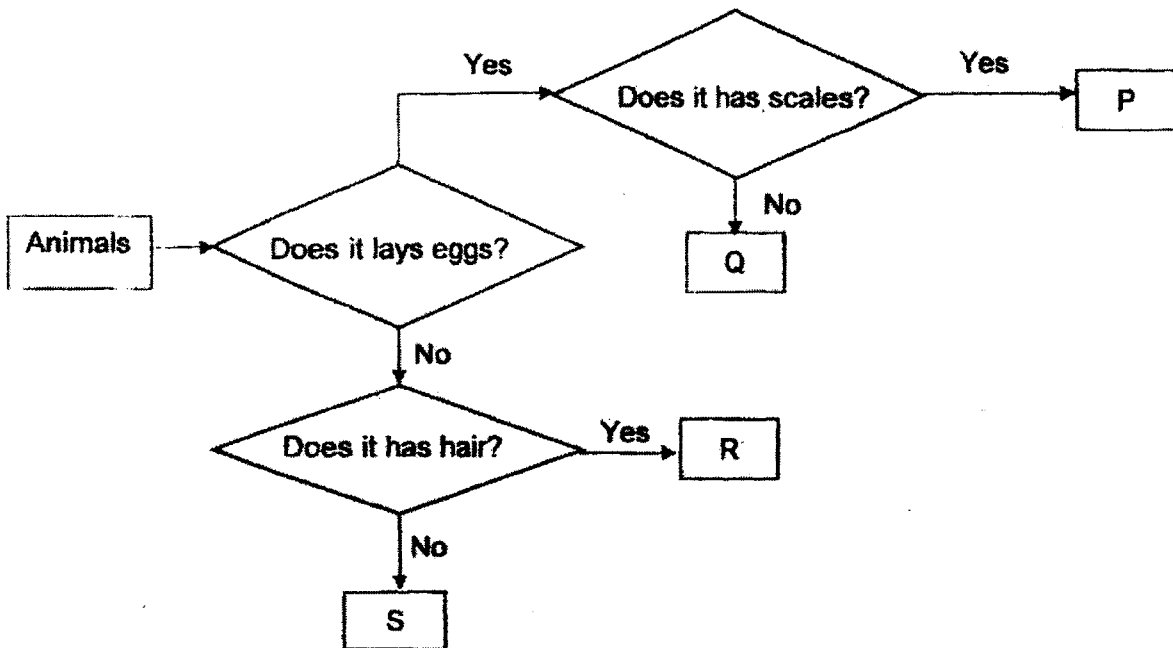 Yes
Does it has scales?
Yes
P
No
Q
Animals
Does it lays eggs?
No
Does it has hair?
Yes
R
No
S